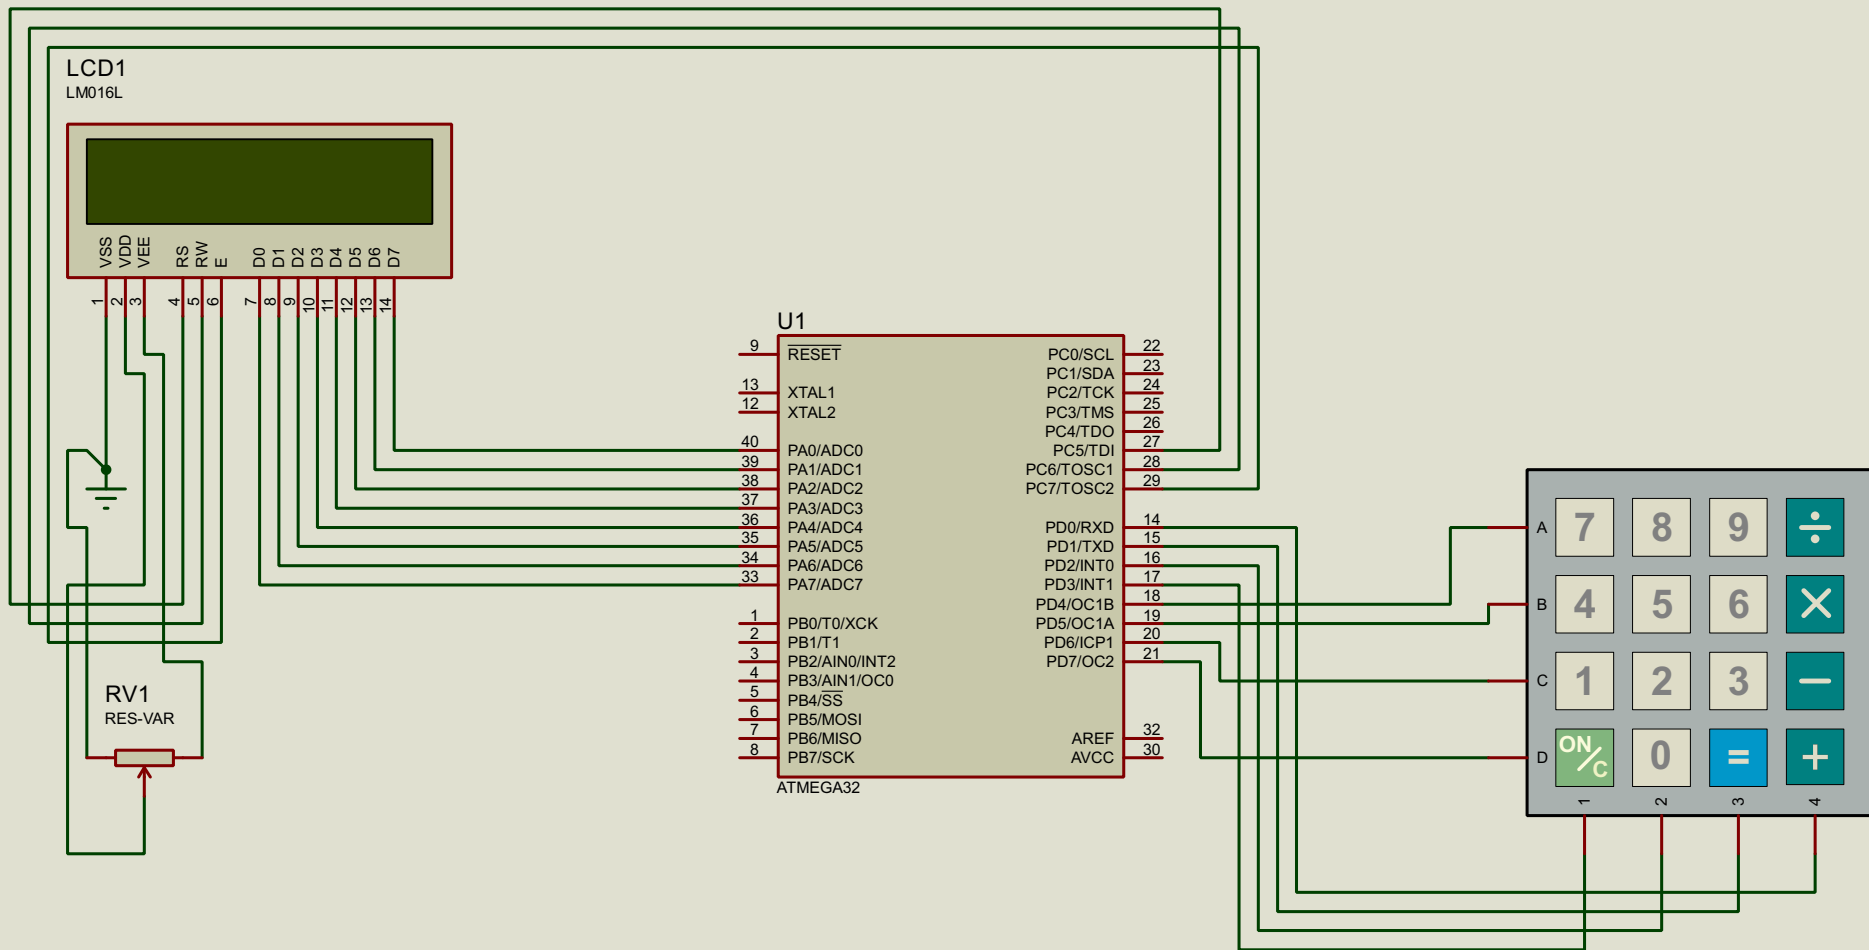 LCD1
LM016L
VSS
VDD
VEE
RS
RW
E
D0
D1
D2
D3
D4
D5
D6
D7
1
2
3
4
5
6
7
8
9
10
11
12
13
14
U1
9 RESET
13 XTAL1
12 XTAL2
40 PA0/ADC0
39 PA1/ADC1
38 PA2/ADC2
37 PA3/ADC3
36 PA4/ADC4
35 PA5/ADC5
34 PA6/ADC6
33 PA7/ADC7
1 PB0/T0/XCK
2 PB1/T1
3 PB2/AIN0/INT2
4 PB3/AIN1/OC0
5 PB4/SS
6 PB5/MOSI
7 PB6/MISO
8 PB7/SCK
PC0/SCL 22
PC1/SDA 23
PC2/TCK 24
PC3/TMS 25
PC4/TDO 26
PC5/TDI 27
PC6/TOSC1 28
PC7/TOSC2 29
PD0/RXD 14
PD1/TXD 15
PD2/INT0 16
PD3/INT1 17
PD4/OC1B 18
PD5/OC1A 19
PD6/ICP1 20
PD7/OC2 21
AREF 32
AVCC 30
ATMEGA32
RV1
RES-VAR
A 7 8 9 ÷
B 4 5 6 ×
C 1 2 3 −
D ON/C 0 = +
1 2 3 4